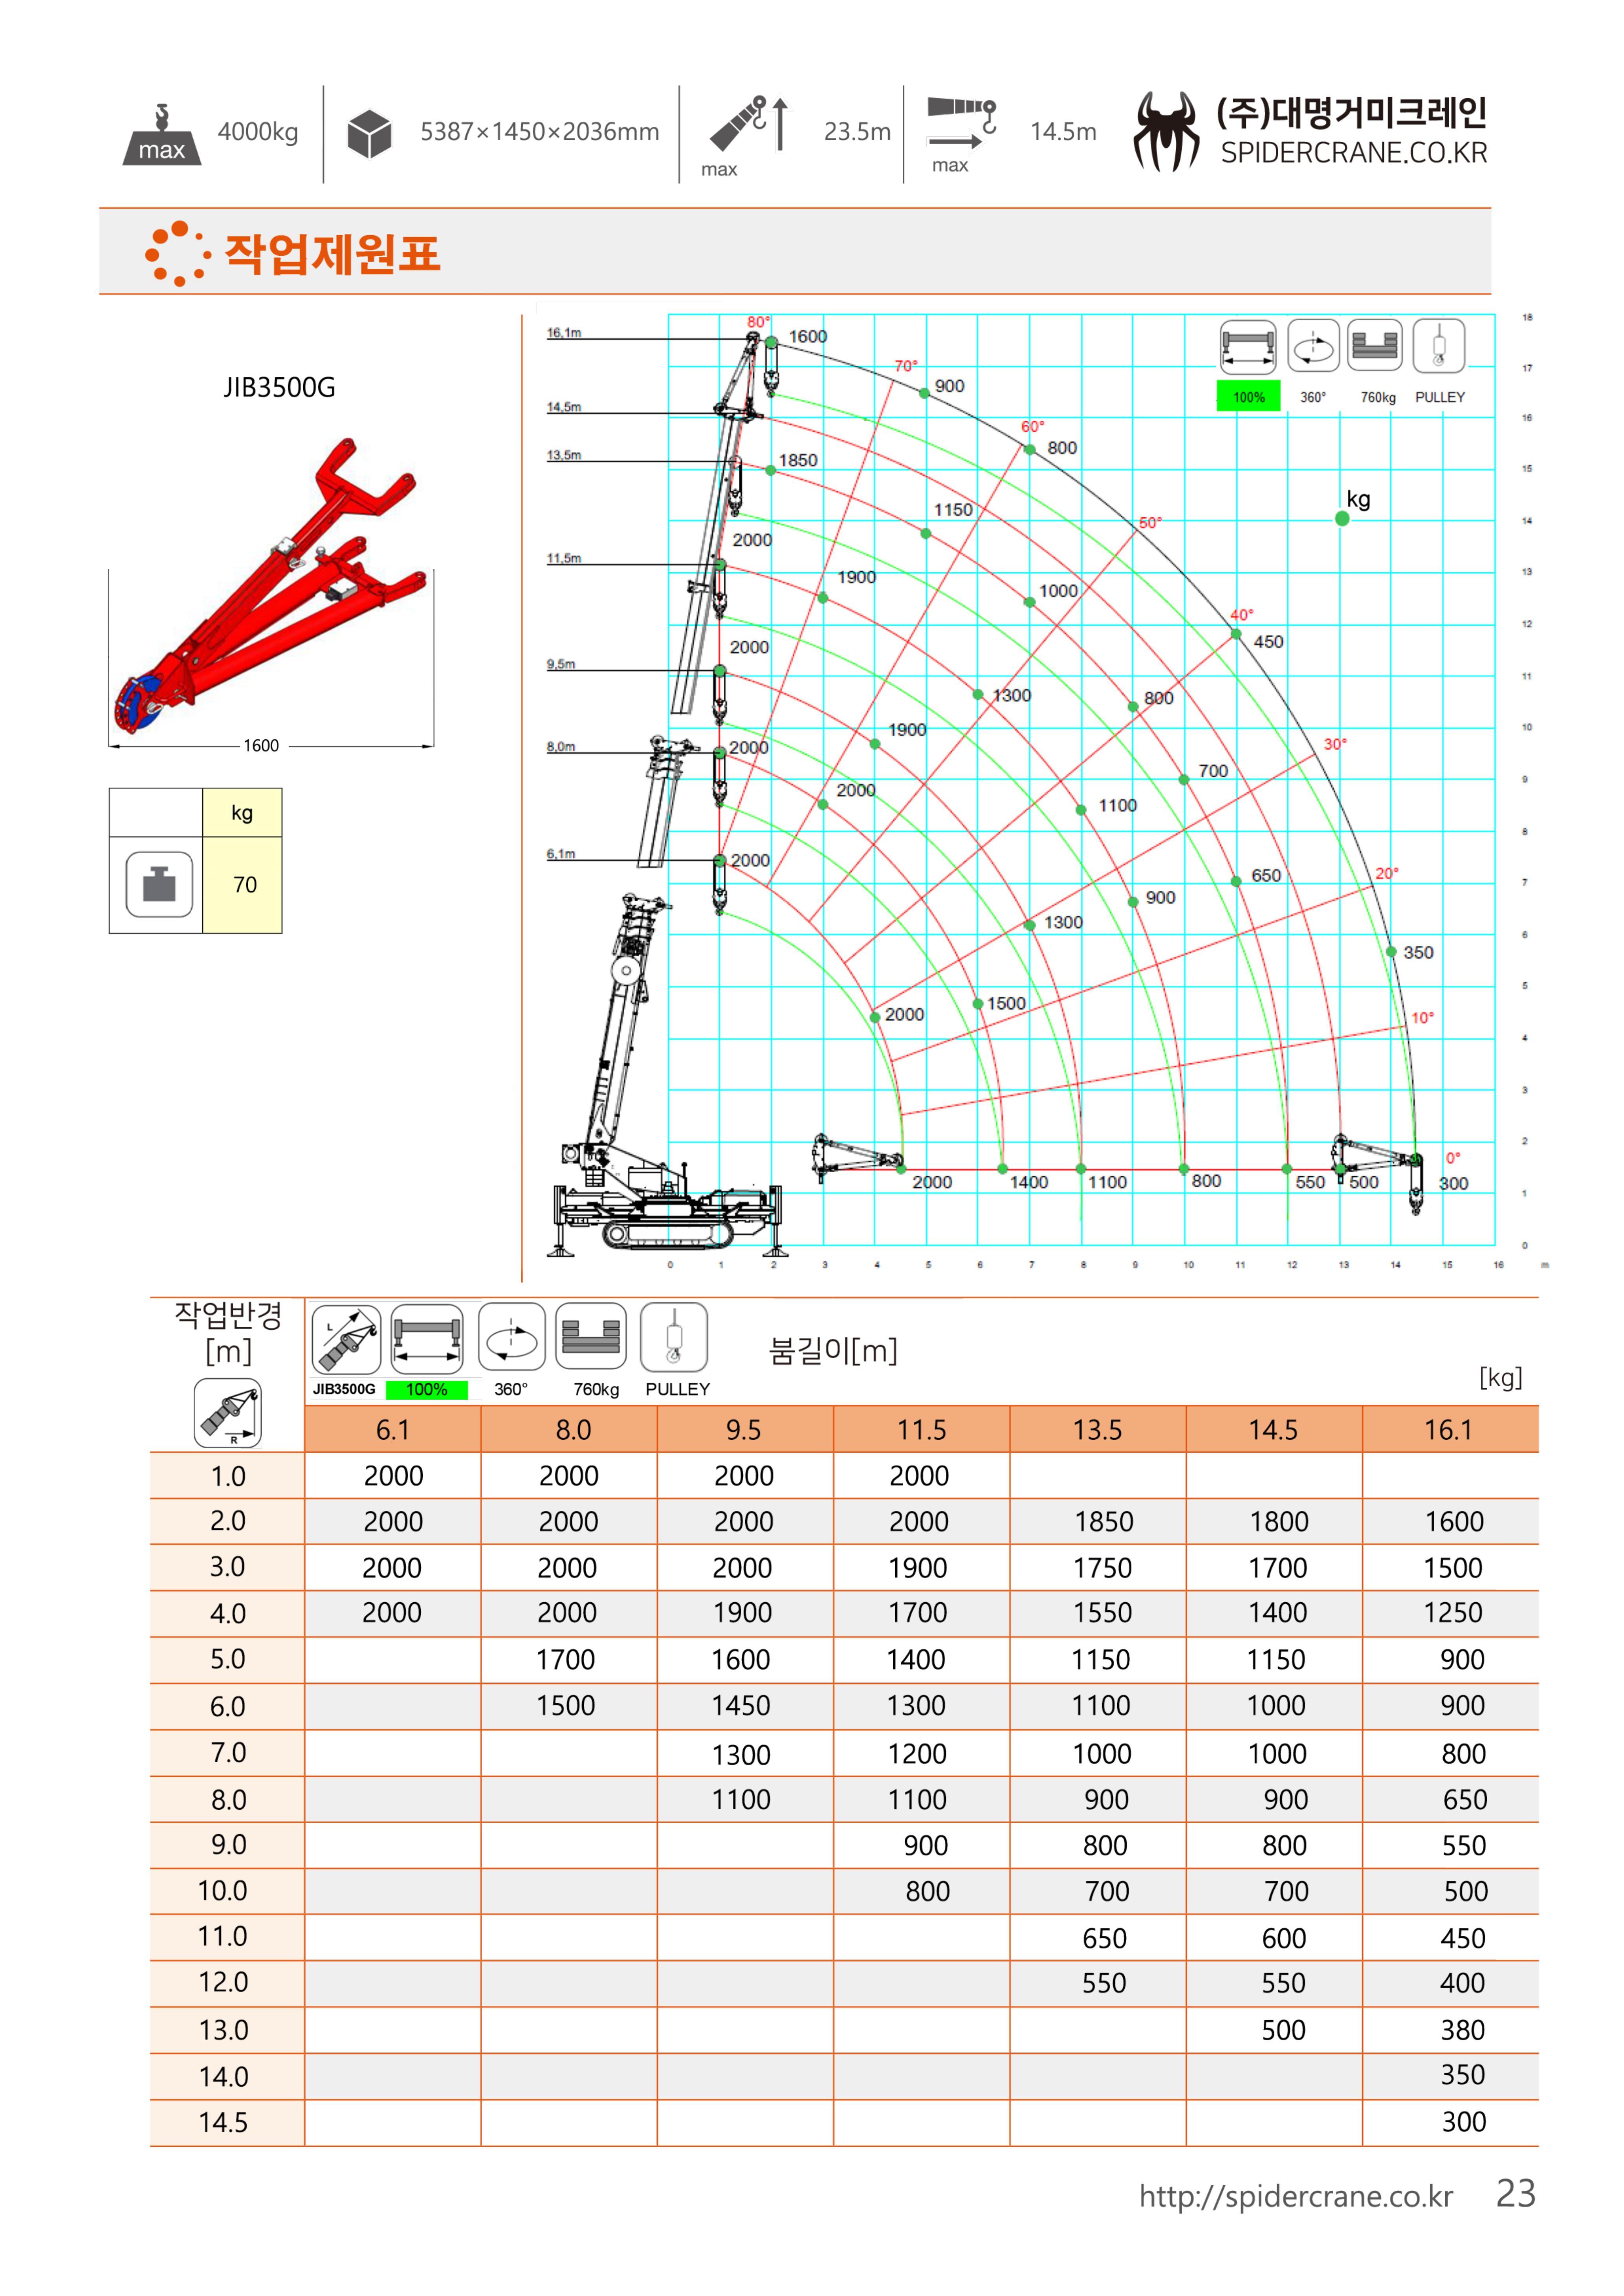 4000kg
max
5387×1450×2036mm
23.5m
max
14.5m
max
(주)대명거미크레인
SPIDERCRANE.CO.KR
작업제원표
JIB3500G
1600
kg
70
16,1m
14,5m
13,5m
11,5m
9,5m
8,0m
6,1m
80°
70°
60°
50°
40°
30°
20°
10°
0°
1600
900
800
450
350
300
1850
1150
1000
800
700
650
550
500
2000
1900
1300
1100
900
800
2000
1900
1300
1100
2000
2000
1500
1400
2000
2000
2000
100%
360°
760kg
PULLEY
kg
18
17
16
15
14
13
12
11
10
9
8
7
6
5
4
3
2
1
0
0 1 2 3 4 5 6 7 8 9 10 11 12 13 14 15 16 m
작업반경
[m]
R
L
JIB3500G 100% 360° 760kg PULLEY
붐길이[m]
[kg]
6.1 8.0 9.5 11.5 13.5 14.5 16.1
1.0 2000 2000 2000 2000
2.0 2000 2000 2000 2000 1850 1800 1600
3.0 2000 2000 2000 1900 1750 1700 1500
4.0 2000 2000 1900 1700 1550 1400 1250
5.0 1700 1600 1400 1150 1150 900
6.0 1500 1450 1300 1100 1000 900
7.0 1300 1200 1000 1000 800
8.0 1100 1100 900 900 650
9.0 900 800 800 550
10.0 800 700 700 500
11.0 650 600 450
12.0 550 550 400
13.0 500 380
14.0 350
14.5 300
http://spidercrane.co.kr 23